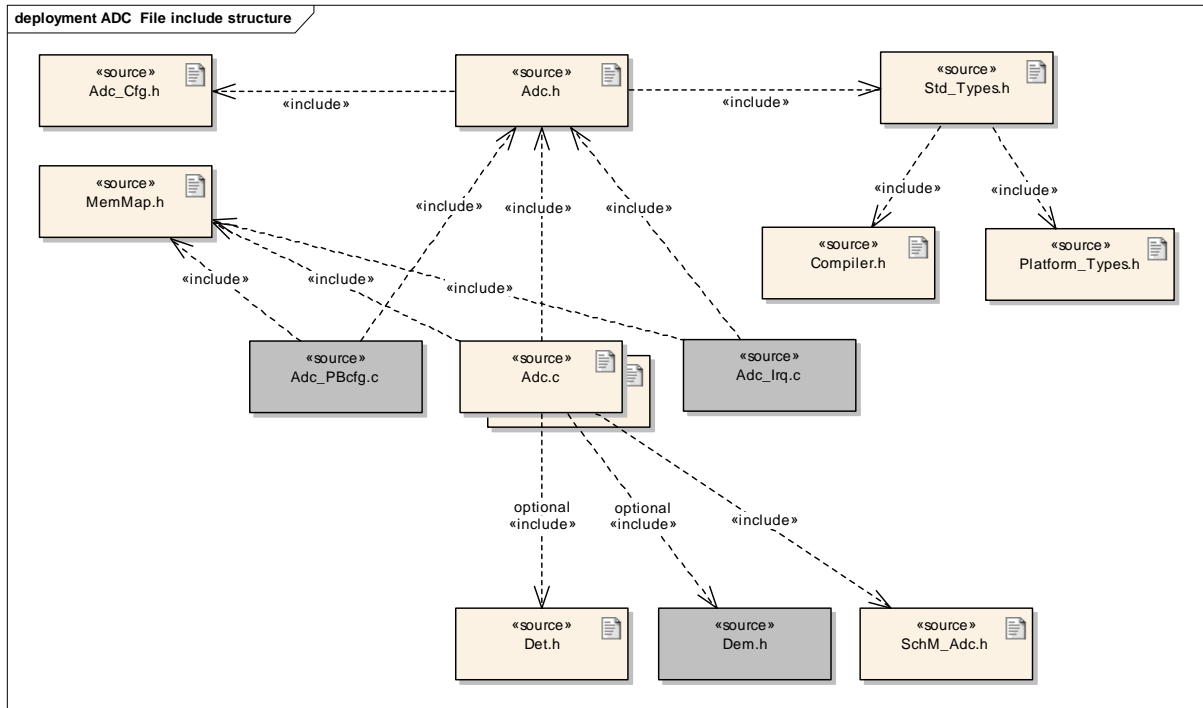 deployment ADC File include structure
«source»
Adc_Cfg.h
«include»
«source»
Adc.h
«include»
«source»
Std_Types.h
«source»
MemMap.h
«include»
«include»
«include»
«include»
«include»
«source»
Compiler.h
«source»
Platform_Types.h
«include»
«include»
«include»
«source»
Adc_PBcfg.c
«source»
Adc.c
«source»
Adc_Irq.c
optional
«include»
optional
«include»
«include»
«source»
Det.h
«source»
Dem.h
«source»
SchM_Adc.h